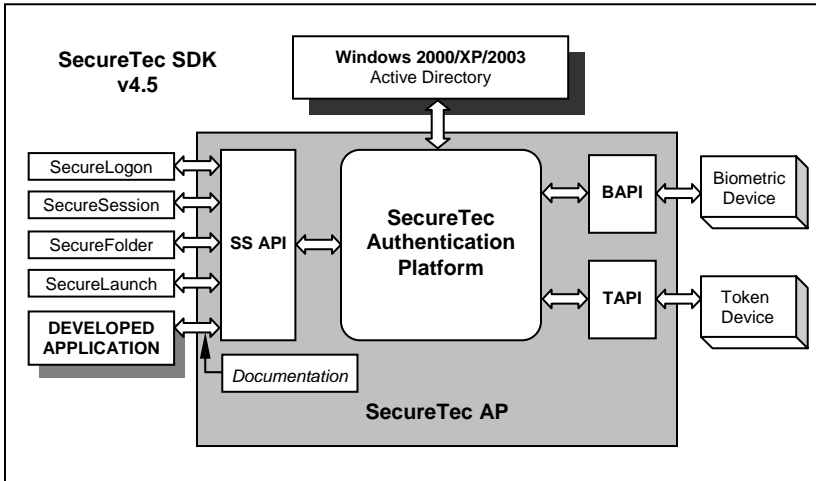 SecureTec SDK
v4.5
Windows 2000/XP/2003
Active Directory
SecureLogon
SecureSession
SecureFolder
SecureLaunch
DEVELOPED
APPLICATION
SS API
SecureTec
Authentication
Platform
BAPI
TAPI
Biometric
Device
Token
Device
Documentation
SecureTec AP